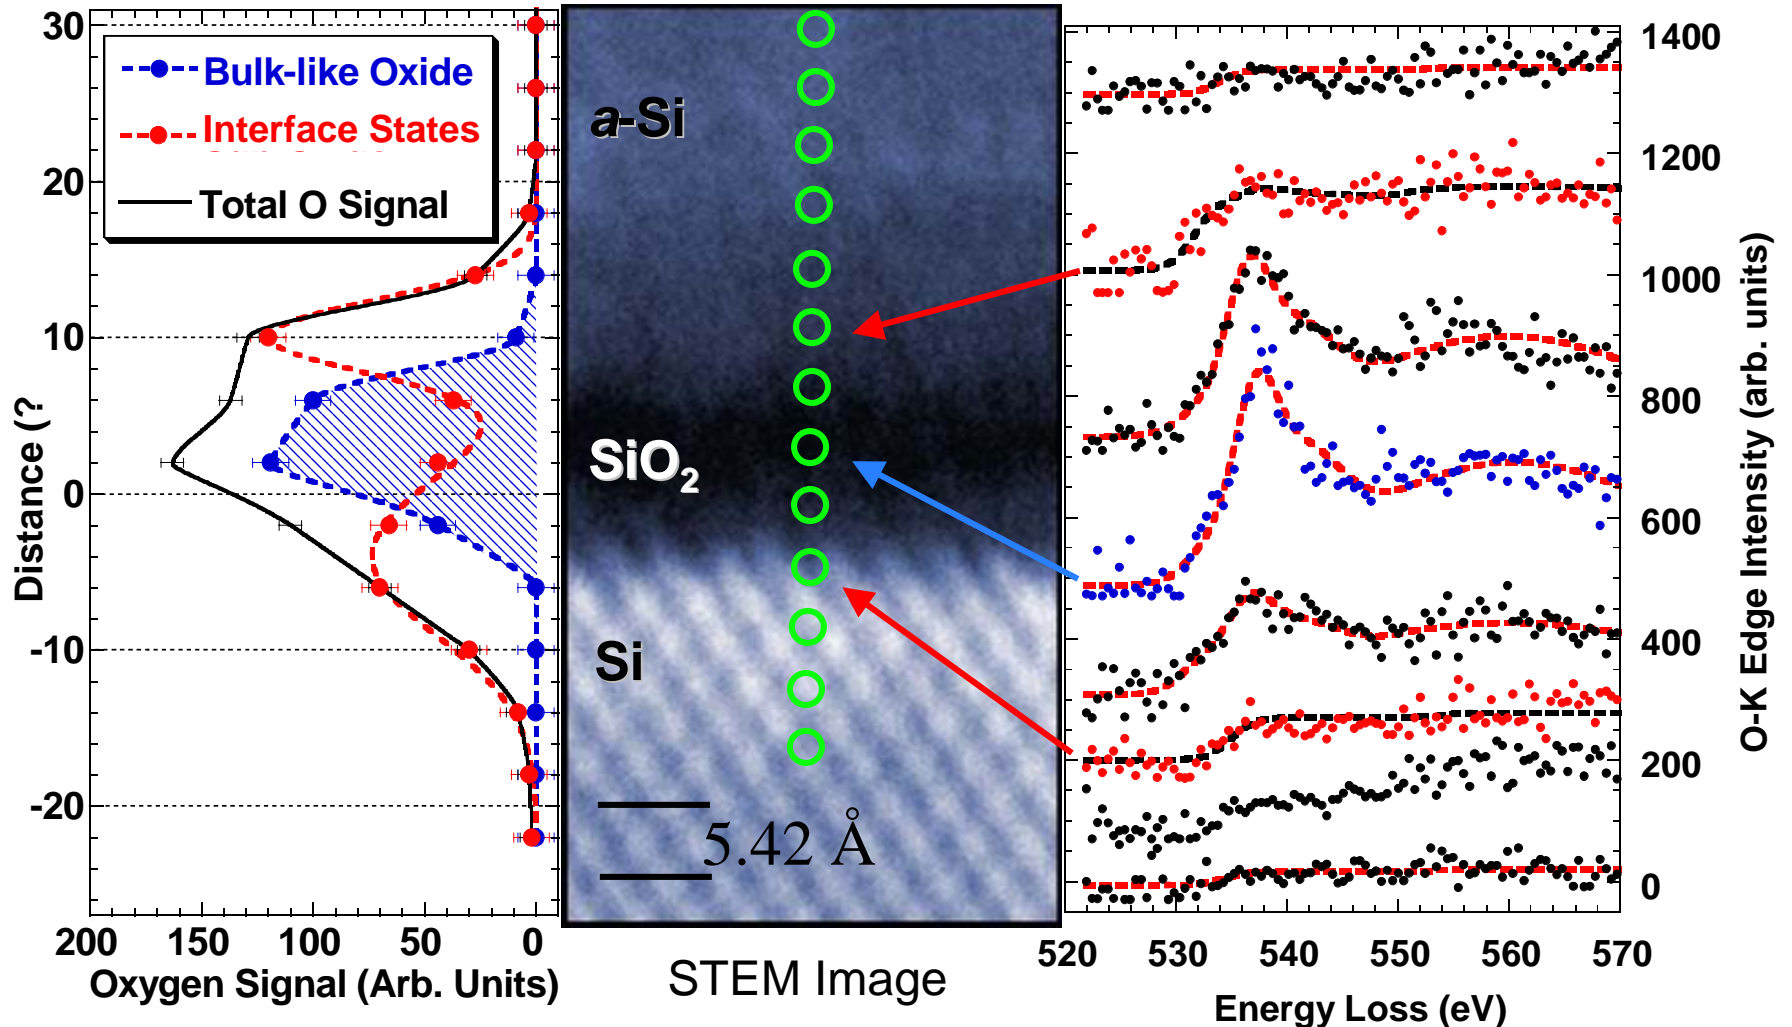 30
20
10
0
-10
-20
Distance (?
Bulk-like Oxide
Interface States
Total O Signal
200 150 100 50 0
Oxygen Signal (Arb. Units)
a-Si
SiO2
Si
5.42 Å
STEM Image
1400
1200
1000
800
600
400
200
0
O-K Edge Intensity (arb. units)
520 530 540 550 560 570
Energy Loss (eV)